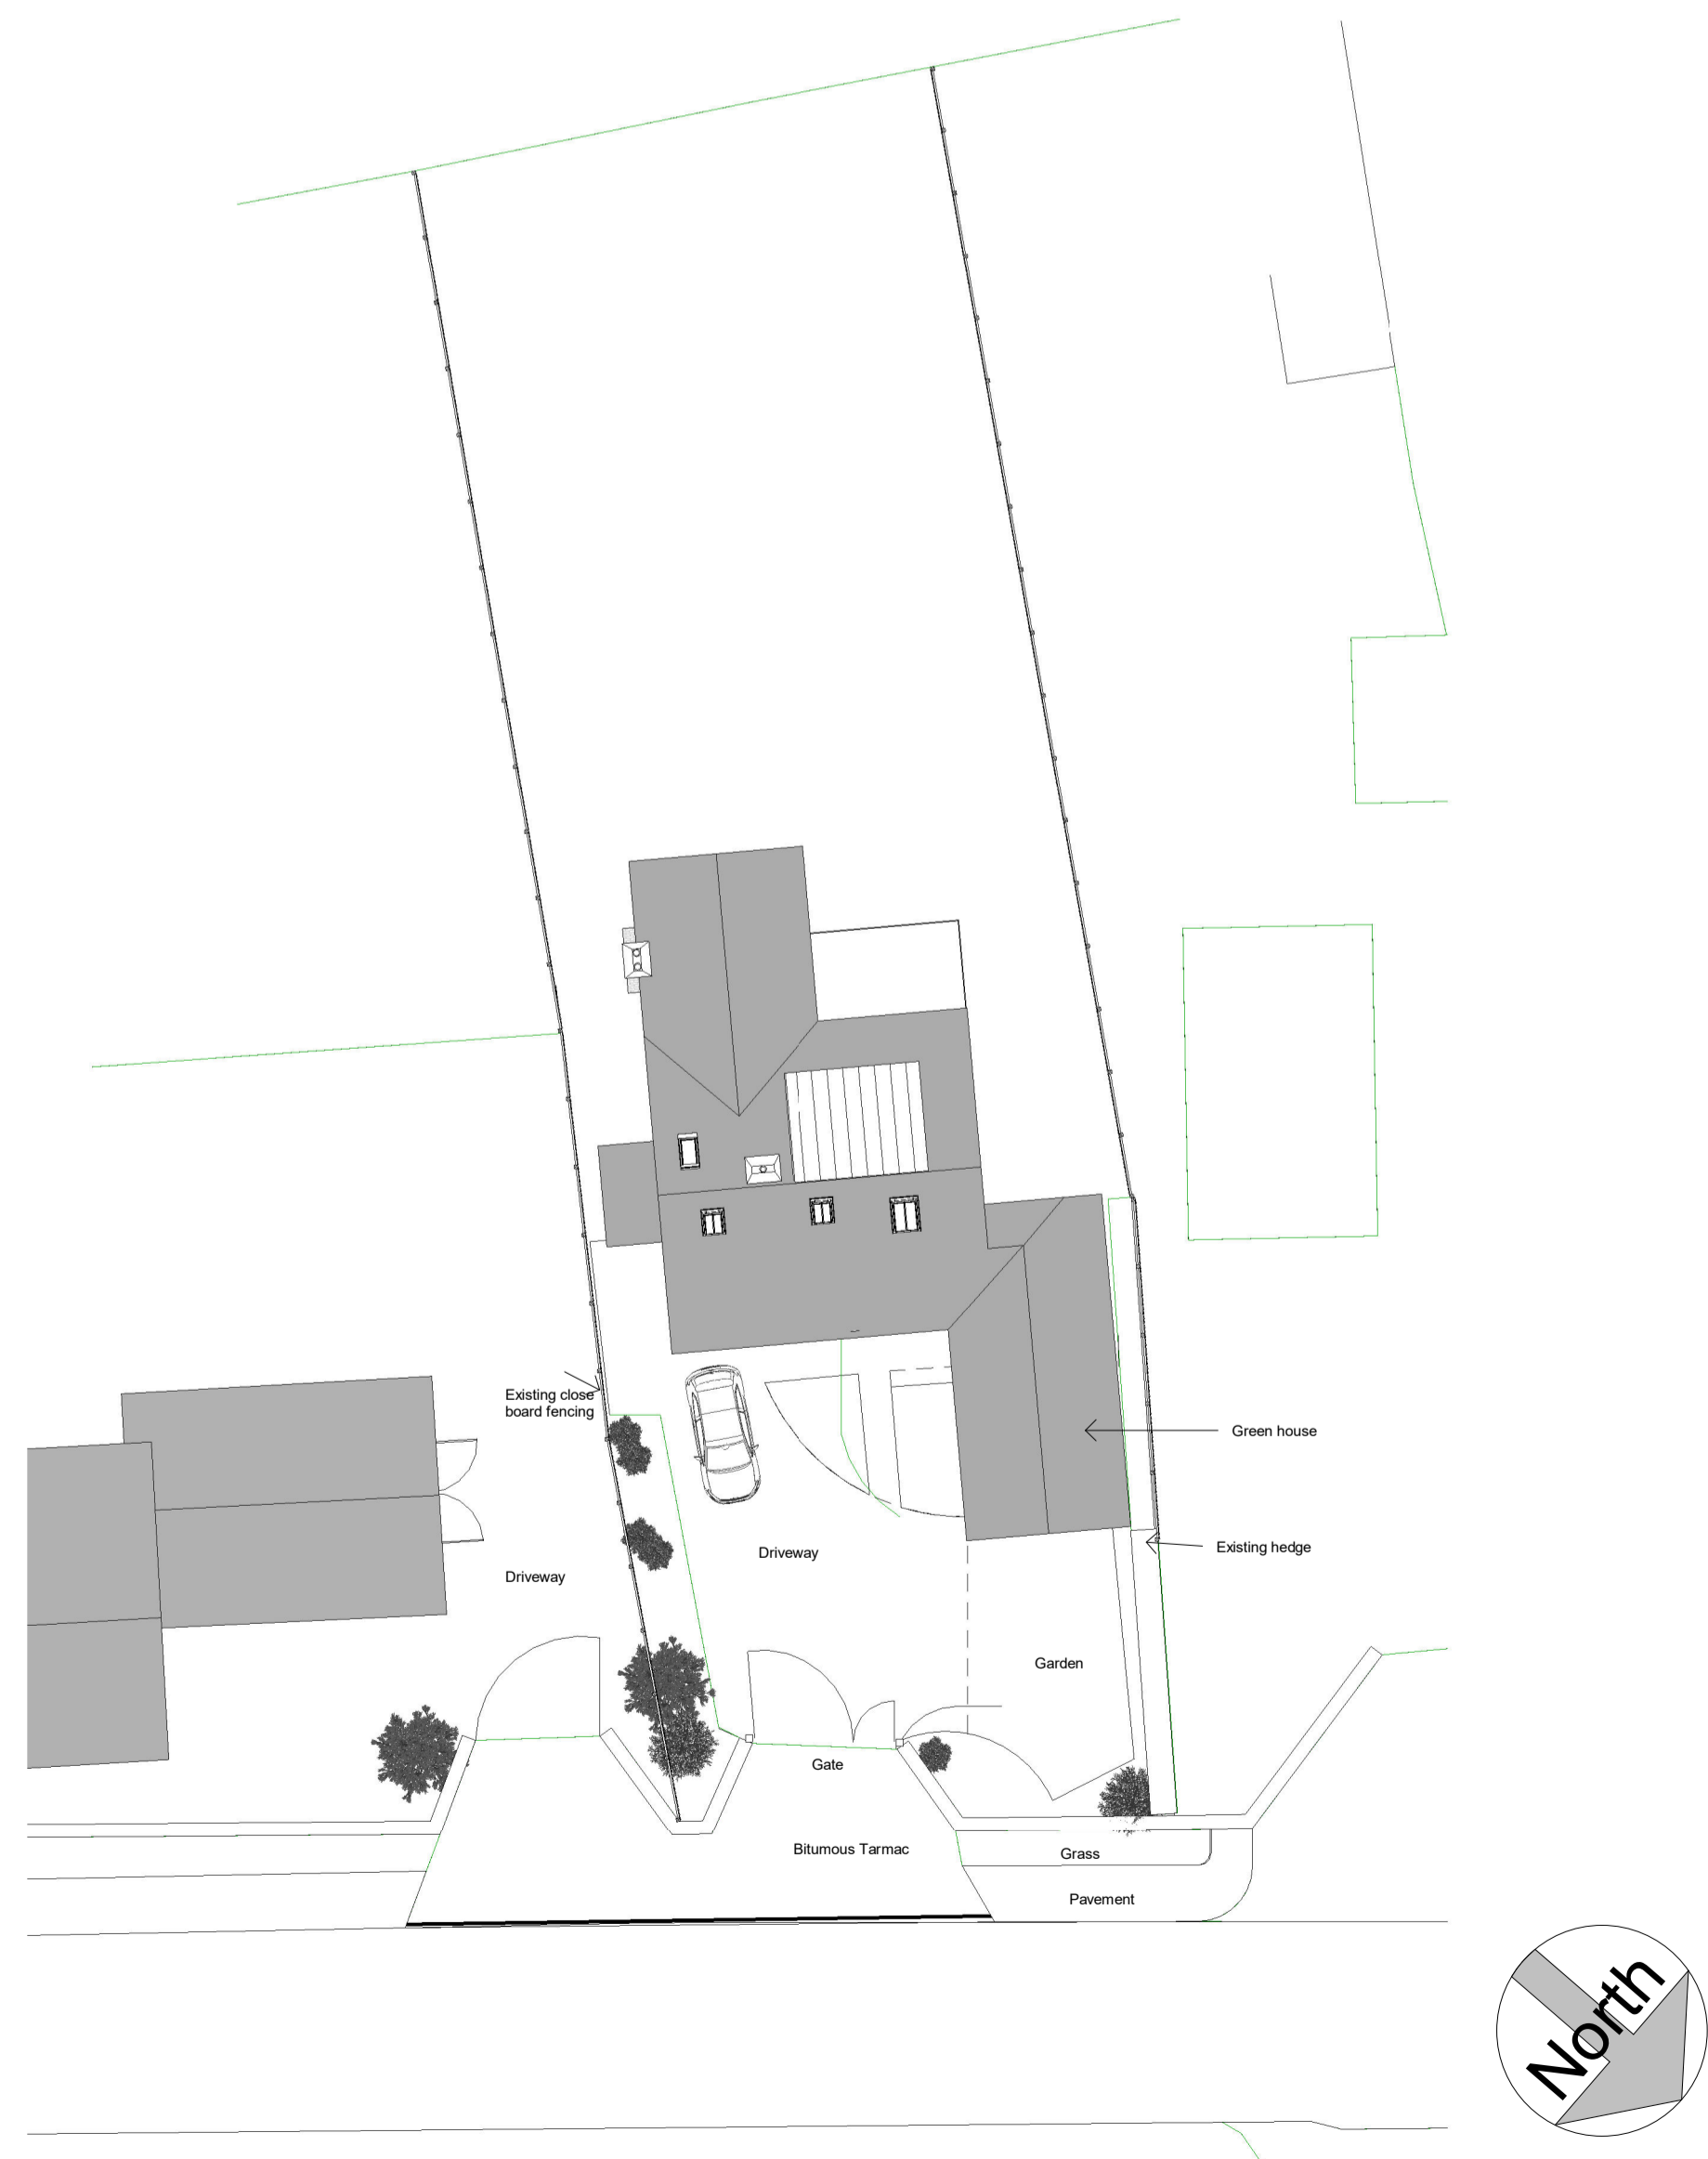 Existing close
board fencing
Green house
Existing hedge
Driveway
Driveway
Garden
Gate
Bitumous Tarmac
Grass
Pavement
North